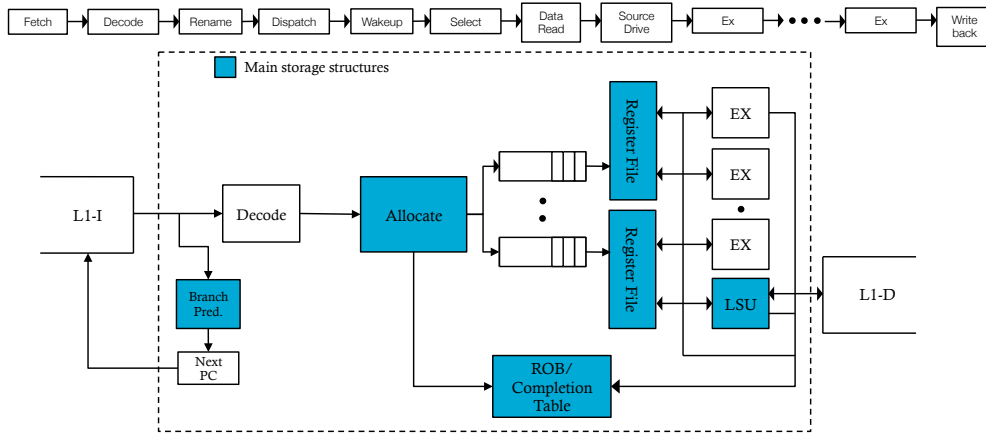 Fetch
Decode
Rename
Dispatch
Wakeup
Select
Data
Read
Source
Drive
Ex
Ex
Write
back
Main storage structures
Register File
EX
L1-I
Decode
Allocate
EX
Register File
EX
Branch
Pred.
LSU
L1-D
Next
PC
ROB/
Completion
Table